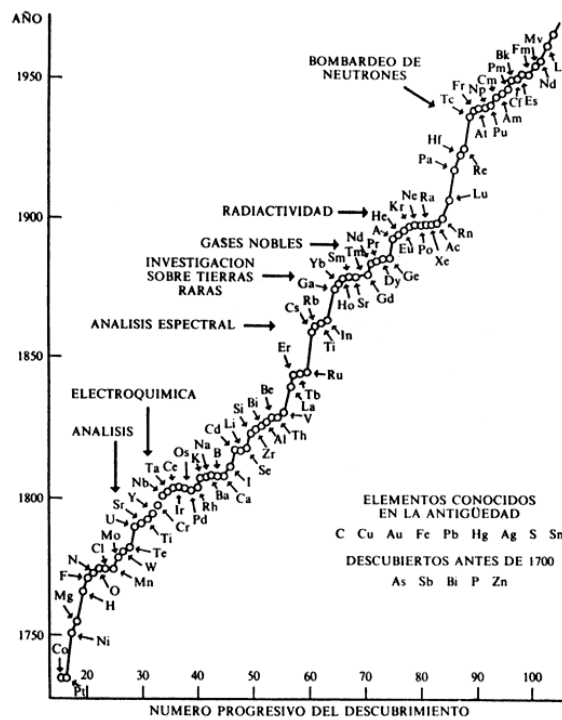 AÑO
1950
1900
1850
1800
1750
20 30 40 50 60 70 80 90 100
NUMERO PROGRESIVO DEL DESCUBRIMIENTO
BOMBARDEO DE
NEUTRONES
RADIACTIVIDAD
GASES NOBLES
INVESTIGACION
SOBRE TIERRAS
RARAS
ANALISIS ESPECTRAL
ELECTROQUIMICA
ANALISIS
Co
Pt
Mg
Ni
F
H
N
O
Cl
Mn
Mo
W
Te
U
Sr
Ti
Y
Cr
Nb
Ta
Ce
Ir
Os
Pd
K
Rh
Na
Ba
B
Ca
I
Cd
Li
Se
Si
Zr
Bi
Al
Be
Th
V
La
Er
Tb
Ru
Cs
Rb
Ti
In
Ga
Yb
Ho
Sm
Sr
Tm
Gd
Nd
Pr
Dy
Ge
He
A
Eu
Kr
Ne
Po
Ra
Xe
Ac
Rn
Lu
Pa
Hf
Re
Tc
Fr
At
Np
Pu
Cm
Am
Pm
Cf
Bk
Es
Fm
Nd
Mv
L
ELEMENTOS CONOCIDOS
EN LA ANTIGÜEDAD
C Cu Au Fe Pb Hg Ag S Sn
DESCUBIERTOS ANTES DE 1700
As Sb Bi P Zn